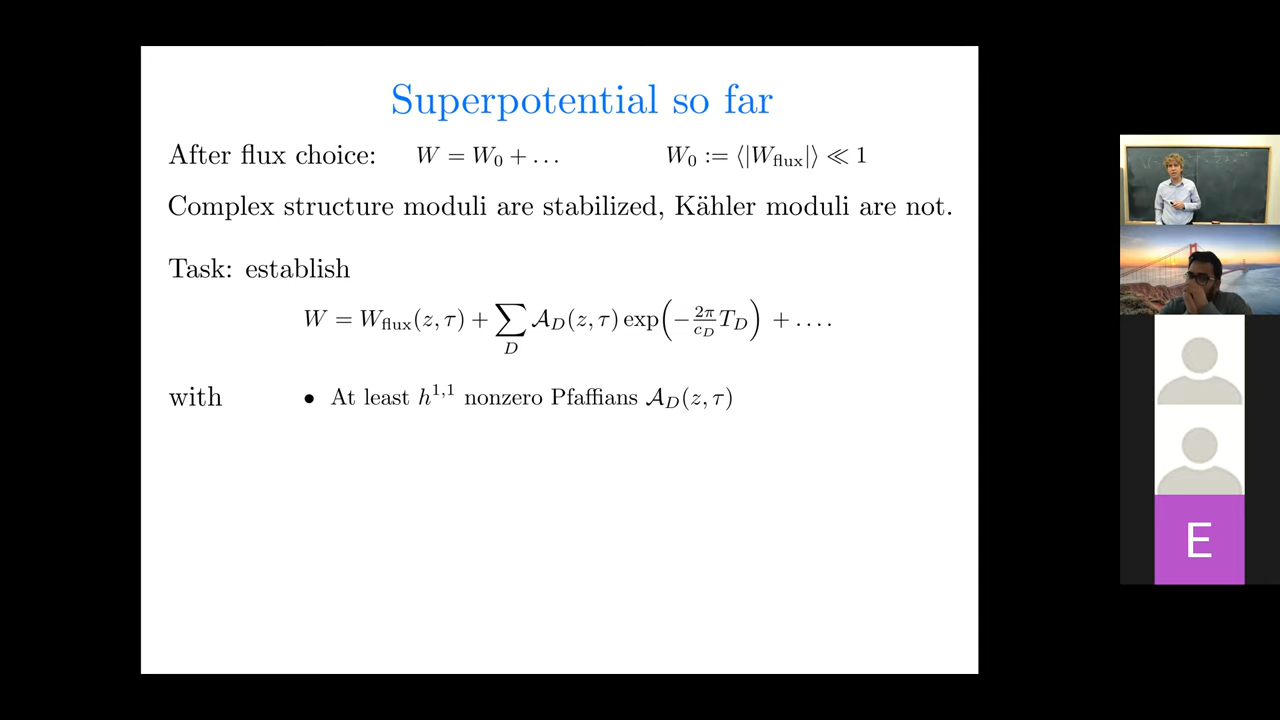 Superpotential so far
After flux choice: W = W₀ + … W₀ := ⟨|W_flux|⟩ ≪ 1
Complex structure moduli are stabilized, Kähler moduli are not.
Task: establish
W = W_flux(z, τ) + ∑_D 𝒜_D(z, τ) exp(−2π/c_D T_D) + ….
with • At least h^{1,1} nonzero Pfaffians 𝒜_D(z, τ)
E